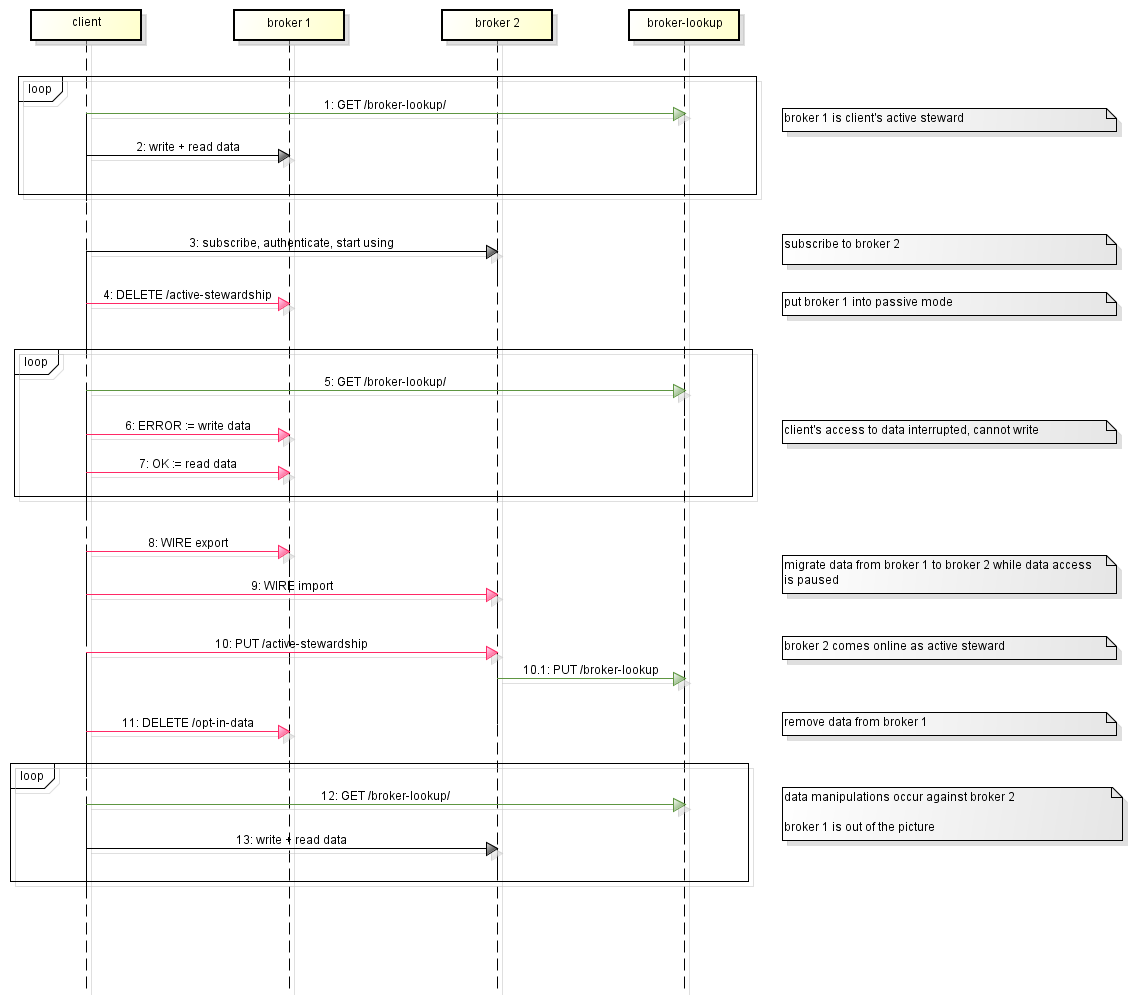 client
broker 1
broker 2
broker-lookup
loop
1: GET /broker-lookup/
broker 1 is client's active steward
2: write + read data
3: subscribe, authenticate, start using
subscribe to broker 2
4: DELETE /active-stewardship
put broker 1 into passive mode
loop
5: GET /broker-lookup/
6: ERROR := write data
client's access to data interrupted, cannot write
7: OK := read data
8: WIRE export
migrate data from broker 1 to broker 2 while data access
is paused
9: WIRE import
10: PUT /active-stewardship
broker 2 comes online as active steward
10.1: PUT /broker-lookup
11: DELETE /opt-in-data
remove data from broker 1
loop
12: GET /broker-lookup/
data manipulations occur against broker 2
broker 1 is out of the picture
13: write + read data